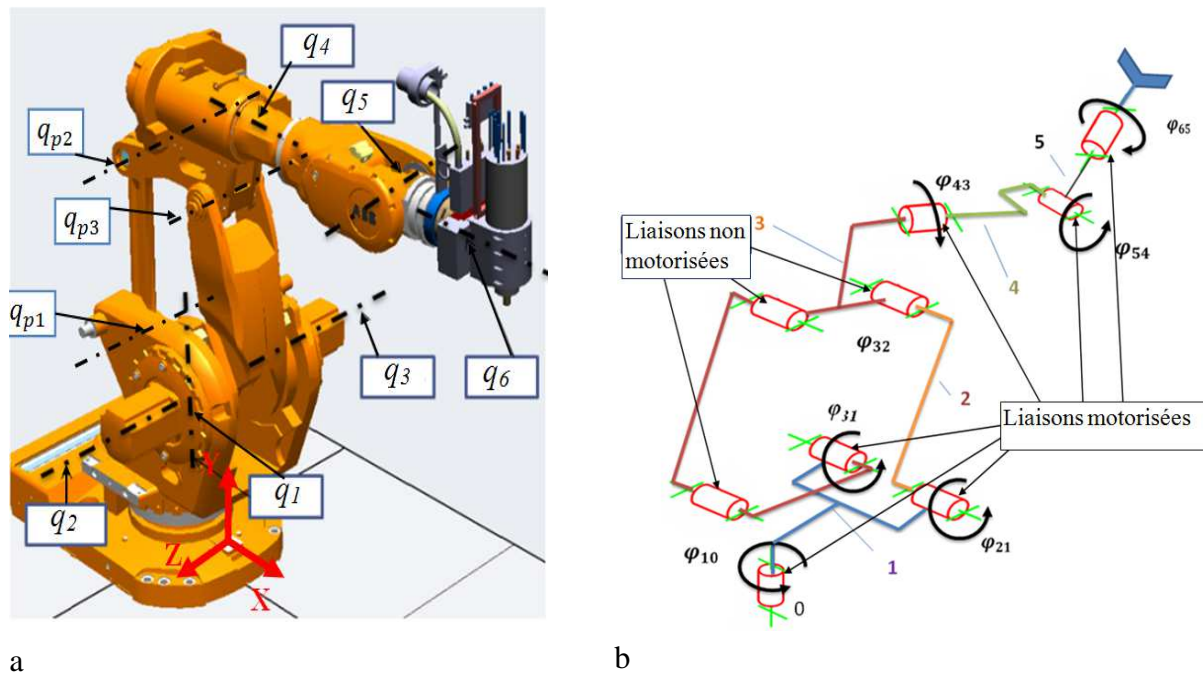 q4
q5
qp2
qp3
qp1
q3
q6
q1
q2
ABB
Y
Z
X
a
φ65
5
φ43
Liaisons non
motorisées
3
φ54
4
φ32
2
Liaisons motorisées
φ31
φ21
φ10
1
0
b